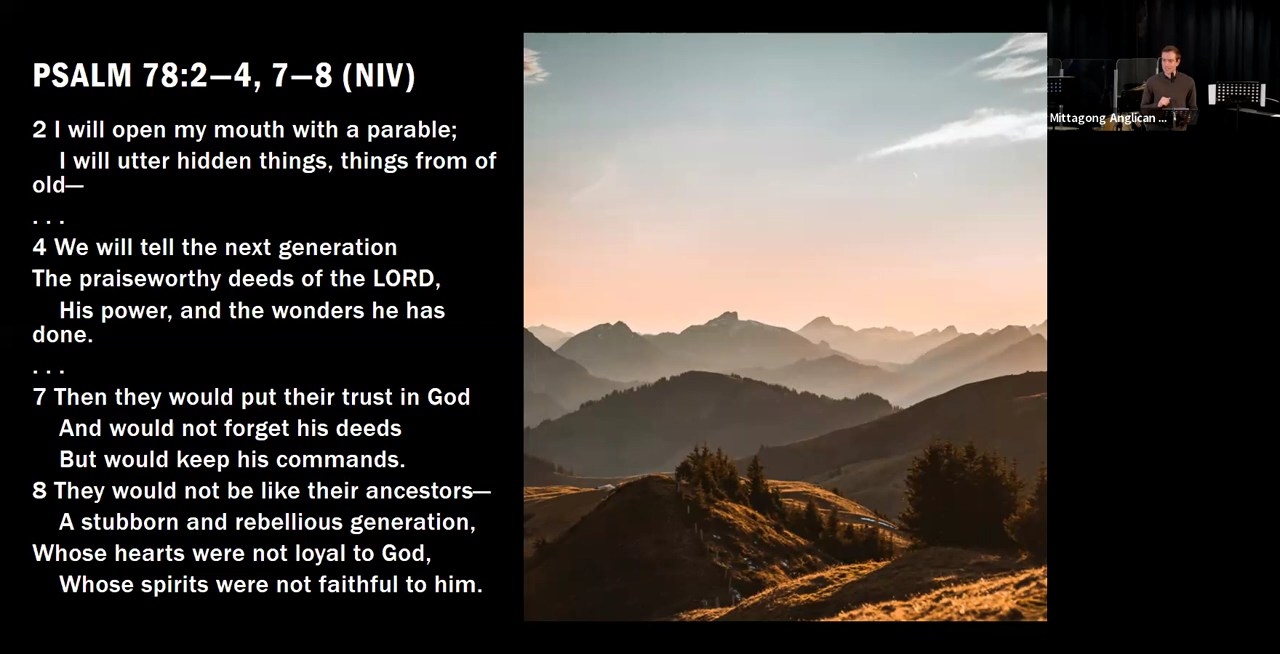 PSALM 78:2–4, 7–8 (NIV)
2 I will open my mouth with a parable;
I will utter hidden things, things from of
old—
. . .
4 We will tell the next generation
The praiseworthy deeds of the LORD,
His power, and the wonders he has
done.
. . .
7 Then they would put their trust in God
And would not forget his deeds
But would keep his commands.
8 They would not be like their ancestors—
A stubborn and rebellious generation,
Whose hearts were not loyal to God,
Whose spirits were not faithful to him.
Mittagong Anglican ...